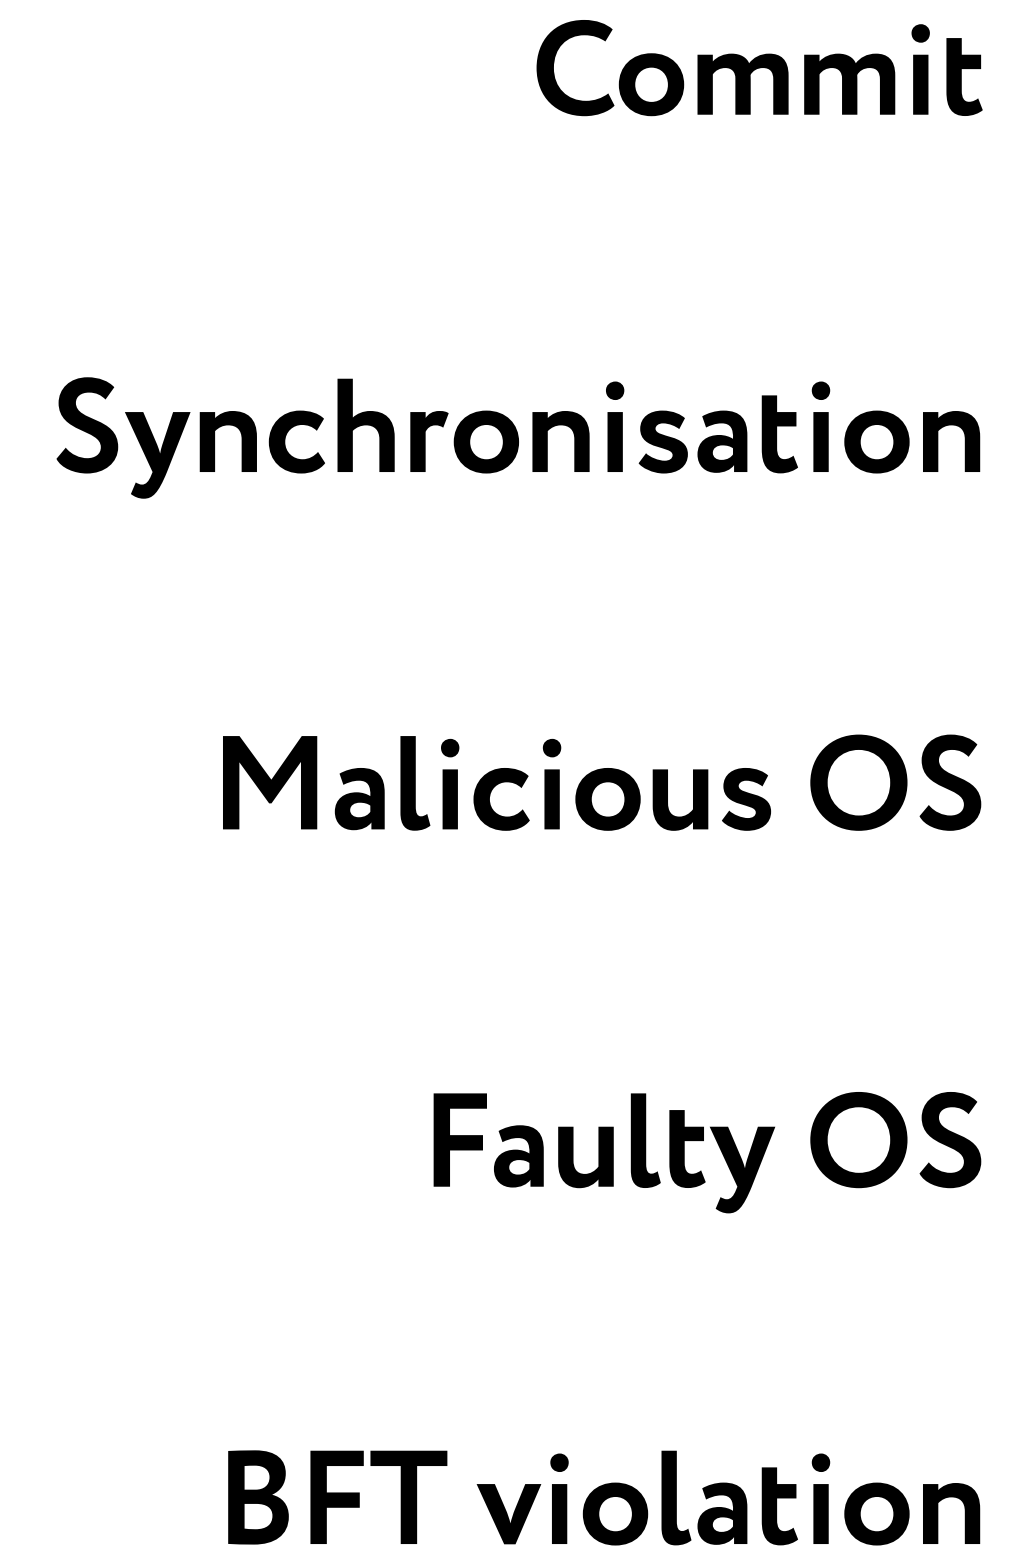 Commit
Synchronisation
Malicious OS
Faulty OS
BFT violation